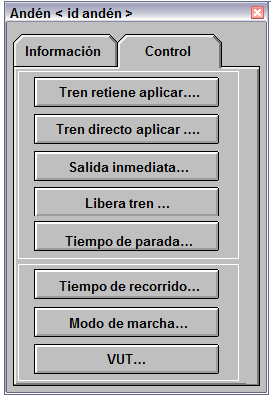 Andén < id andén >
Información
Control
Tren retiene aplicar....
Tren directo aplicar ....
Salida inmediata...
Libera tren ...
Tiempo de parada...
Tiempo de recorrido...
Modo de marcha...
VUT...